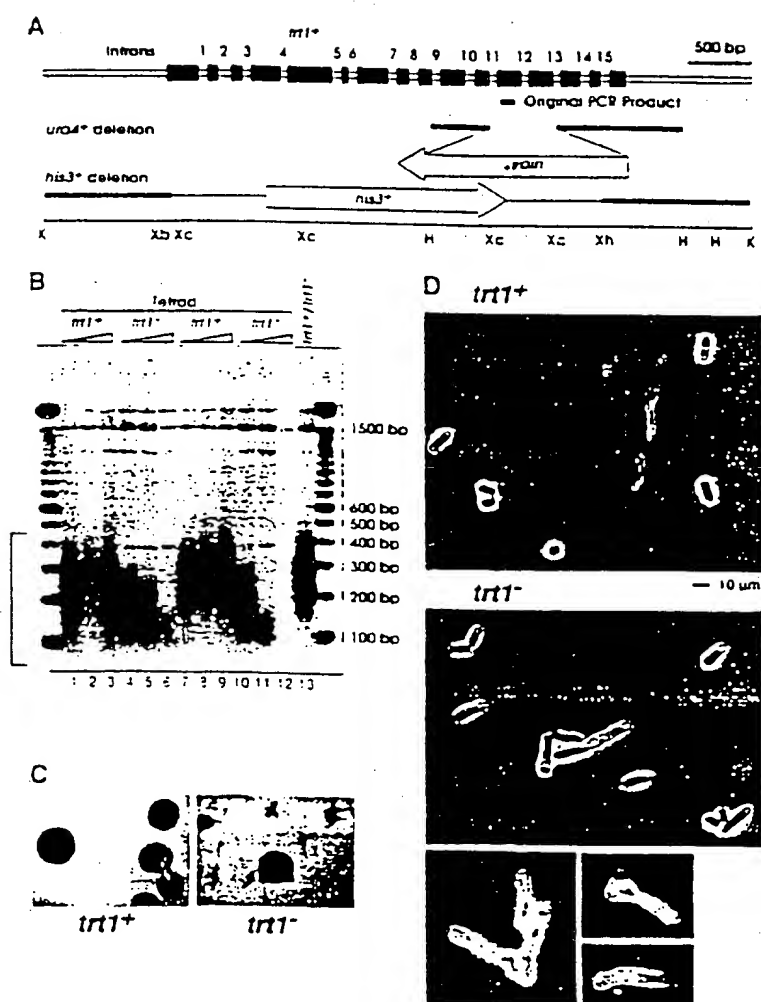 A
trt1+
Introns 1 2 3 4 5 6 7 8 9 10 11 12 13 14 15
500 bp
Original PCR Product
ura4+ deletion
ura4+
his3+ deletion
his3+
K Xb Xc Xc H Xc Xc Xh H H K
B
Tetrad
trt1+ trt1- trt1+ trt1- trt1+/trt1-
1500 bp
600 bp
500 bp
400 bp
300 bp
200 bp
100 bp
1 2 3 4 5 6 7 8 9 10 11 12 13
C
trt1+ trt1-
D
trt1+
10 µm
trt1-